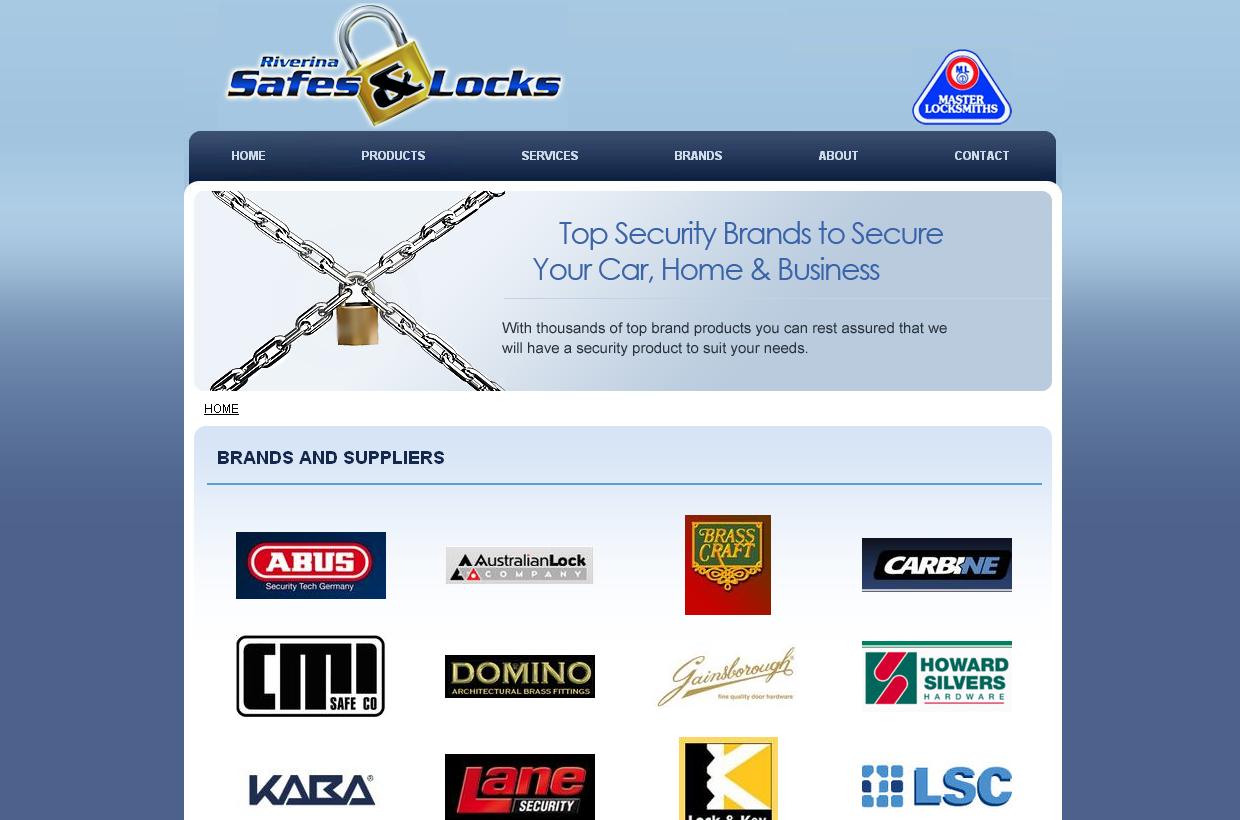 Riverina
Safes & Locks
M.L
MASTER
LOCKSMITHS
HOME
PRODUCTS
SERVICES
BRANDS
ABOUT
CONTACT
Top Security Brands to Secure
Your Car, Home & Business
With thousands of top brand products you can rest assured that we
will have a security product to suit your needs.
HOME
BRANDS AND SUPPLIERS
ABUS
Security Tech Germany
AustralianLock
COMPANY
BRASS
CRAFT
CARBINE
CMI
SAFE CO
DOMINO
ARCHITECTURAL BRASS FITTINGS
Gainsborough
fine quality door hardware
HOWARD
SILVERS
HARDWARE
KABA
Lane
SECURITY
Lock & Key
LSC